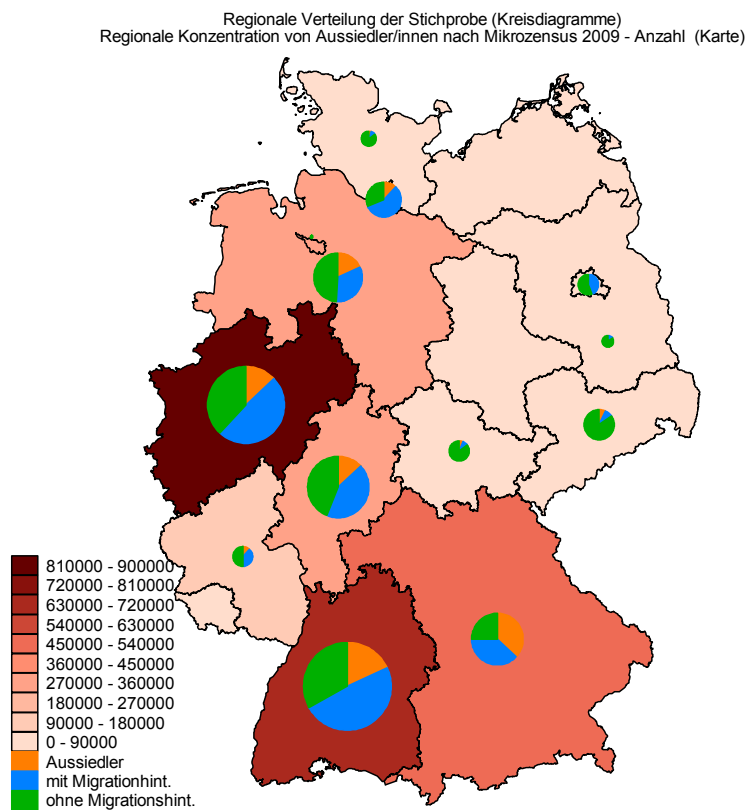 Regionale Verteilung der Stichprobe (Kreisdiagramme)
Regionale Konzentration von Aussiedler/innen nach Mikrozensus 2009 - Anzahl (Karte)
810000 - 900000
720000 - 810000
630000 - 720000
540000 - 630000
450000 - 540000
360000 - 450000
270000 - 360000
180000 - 270000
90000 - 180000
0 - 90000
Aussiedler
mit Migrationhint.
ohne Migrationshint.